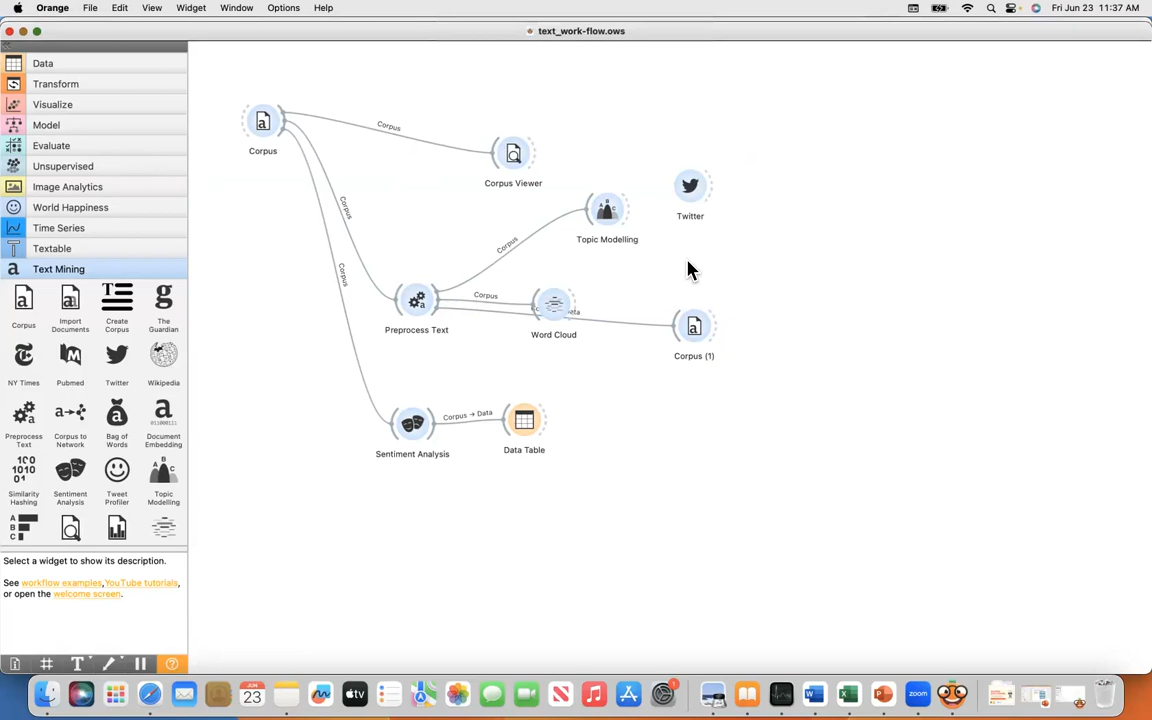 Orange File Edit View Widget Window Options Help
Fri Jun 23 11:37 AM
text_work-flow.ows
Data
Transform
Visualize
Model
Evaluate
Unsupervised
Image Analytics
World Happiness
Time Series
Textable
Text Mining
Corpus
Import Documents
Create Corpus
The Guardian
NY Times
Pubmed
Twitter
Wikipedia
Preprocess Text
Corpus to Network
Bag of Words
Document Embedding
Similarity Hashing
Sentiment Analysis
Tweet Profiler
Topic Modelling
Select a widget to show its description.
See workflow examples,YouTube tutorials,
or open the welcome screen.
Corpus
Corpus
Corpus Viewer
Corpus
Twitter
Topic Modelling
Corpus
Corpus
Corpus
Preprocess Text
Word Cloud
Corpus (1)
Corpus → Data
Sentiment Analysis
Data Table
JUN
23
tv
zoom
1